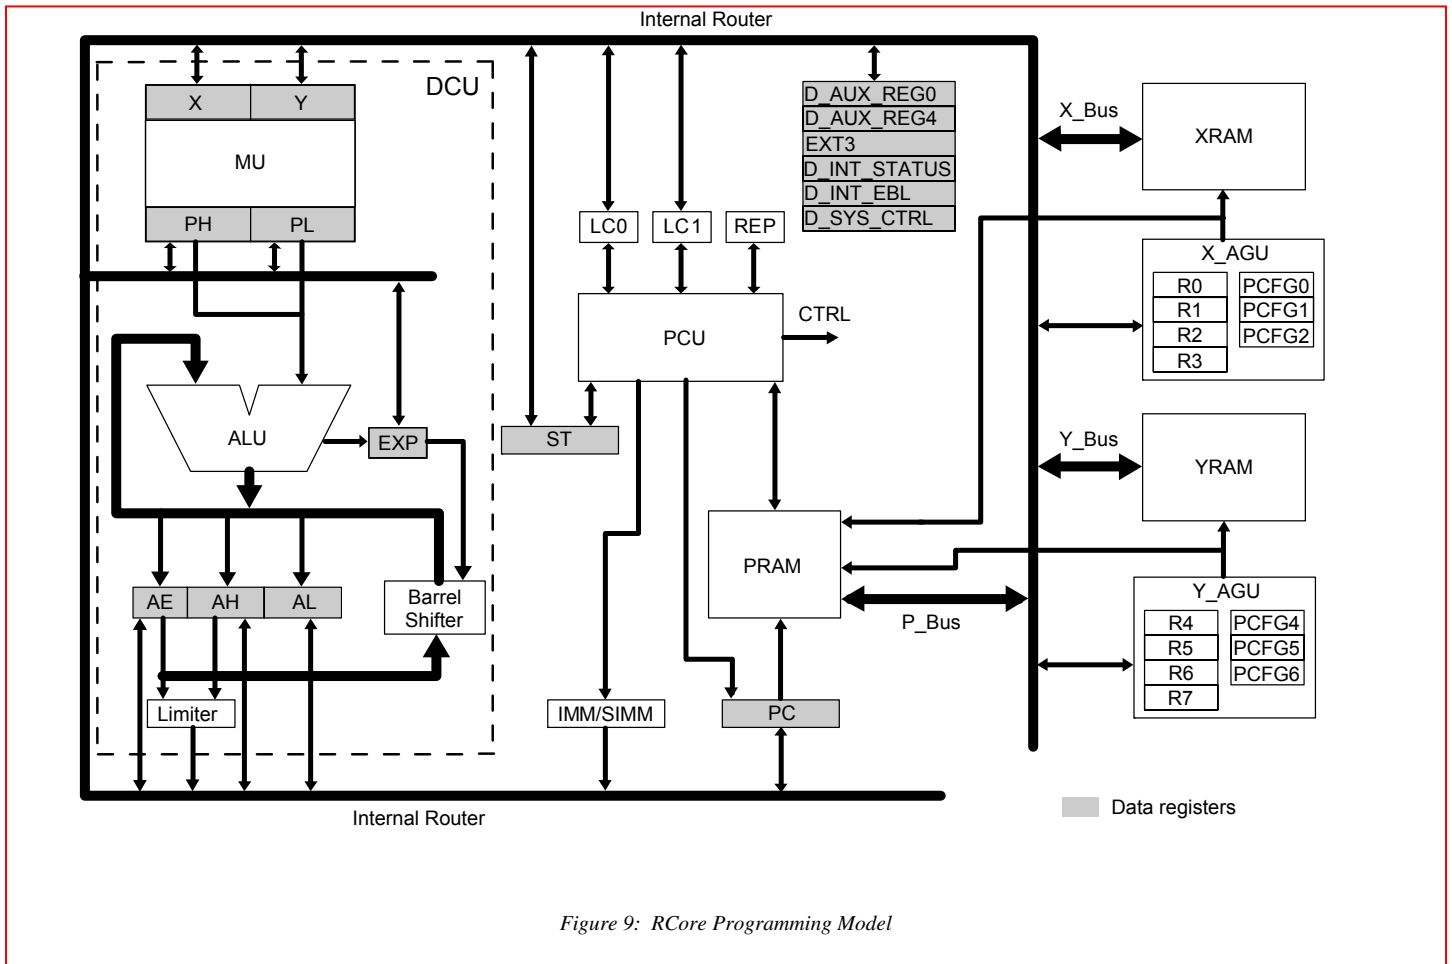 Internal Router
DCU
X Y
MU
PH PL
ALU
EXP
AE AH AL
Barrel
Shifter
Limiter
D_AUX_REG0
D_AUX_REG4
EXT3
D_INT_STATUS
D_INT_EBL
D_SYS_CTRL
LC0 LC1 REP
PCU
CTRL
ST
PRAM
P_Bus
IMM/SIMM
PC
X_Bus
XRAM
X_AGU
R0 PCFG0
R1 PCFG1
R2 PCFG2
R3
Y_Bus
YRAM
Y_AGU
R4 PCFG4
R5 PCFG5
R6 PCFG6
R7
Internal Router
Data registers
Figure 9: RCore Programming Model